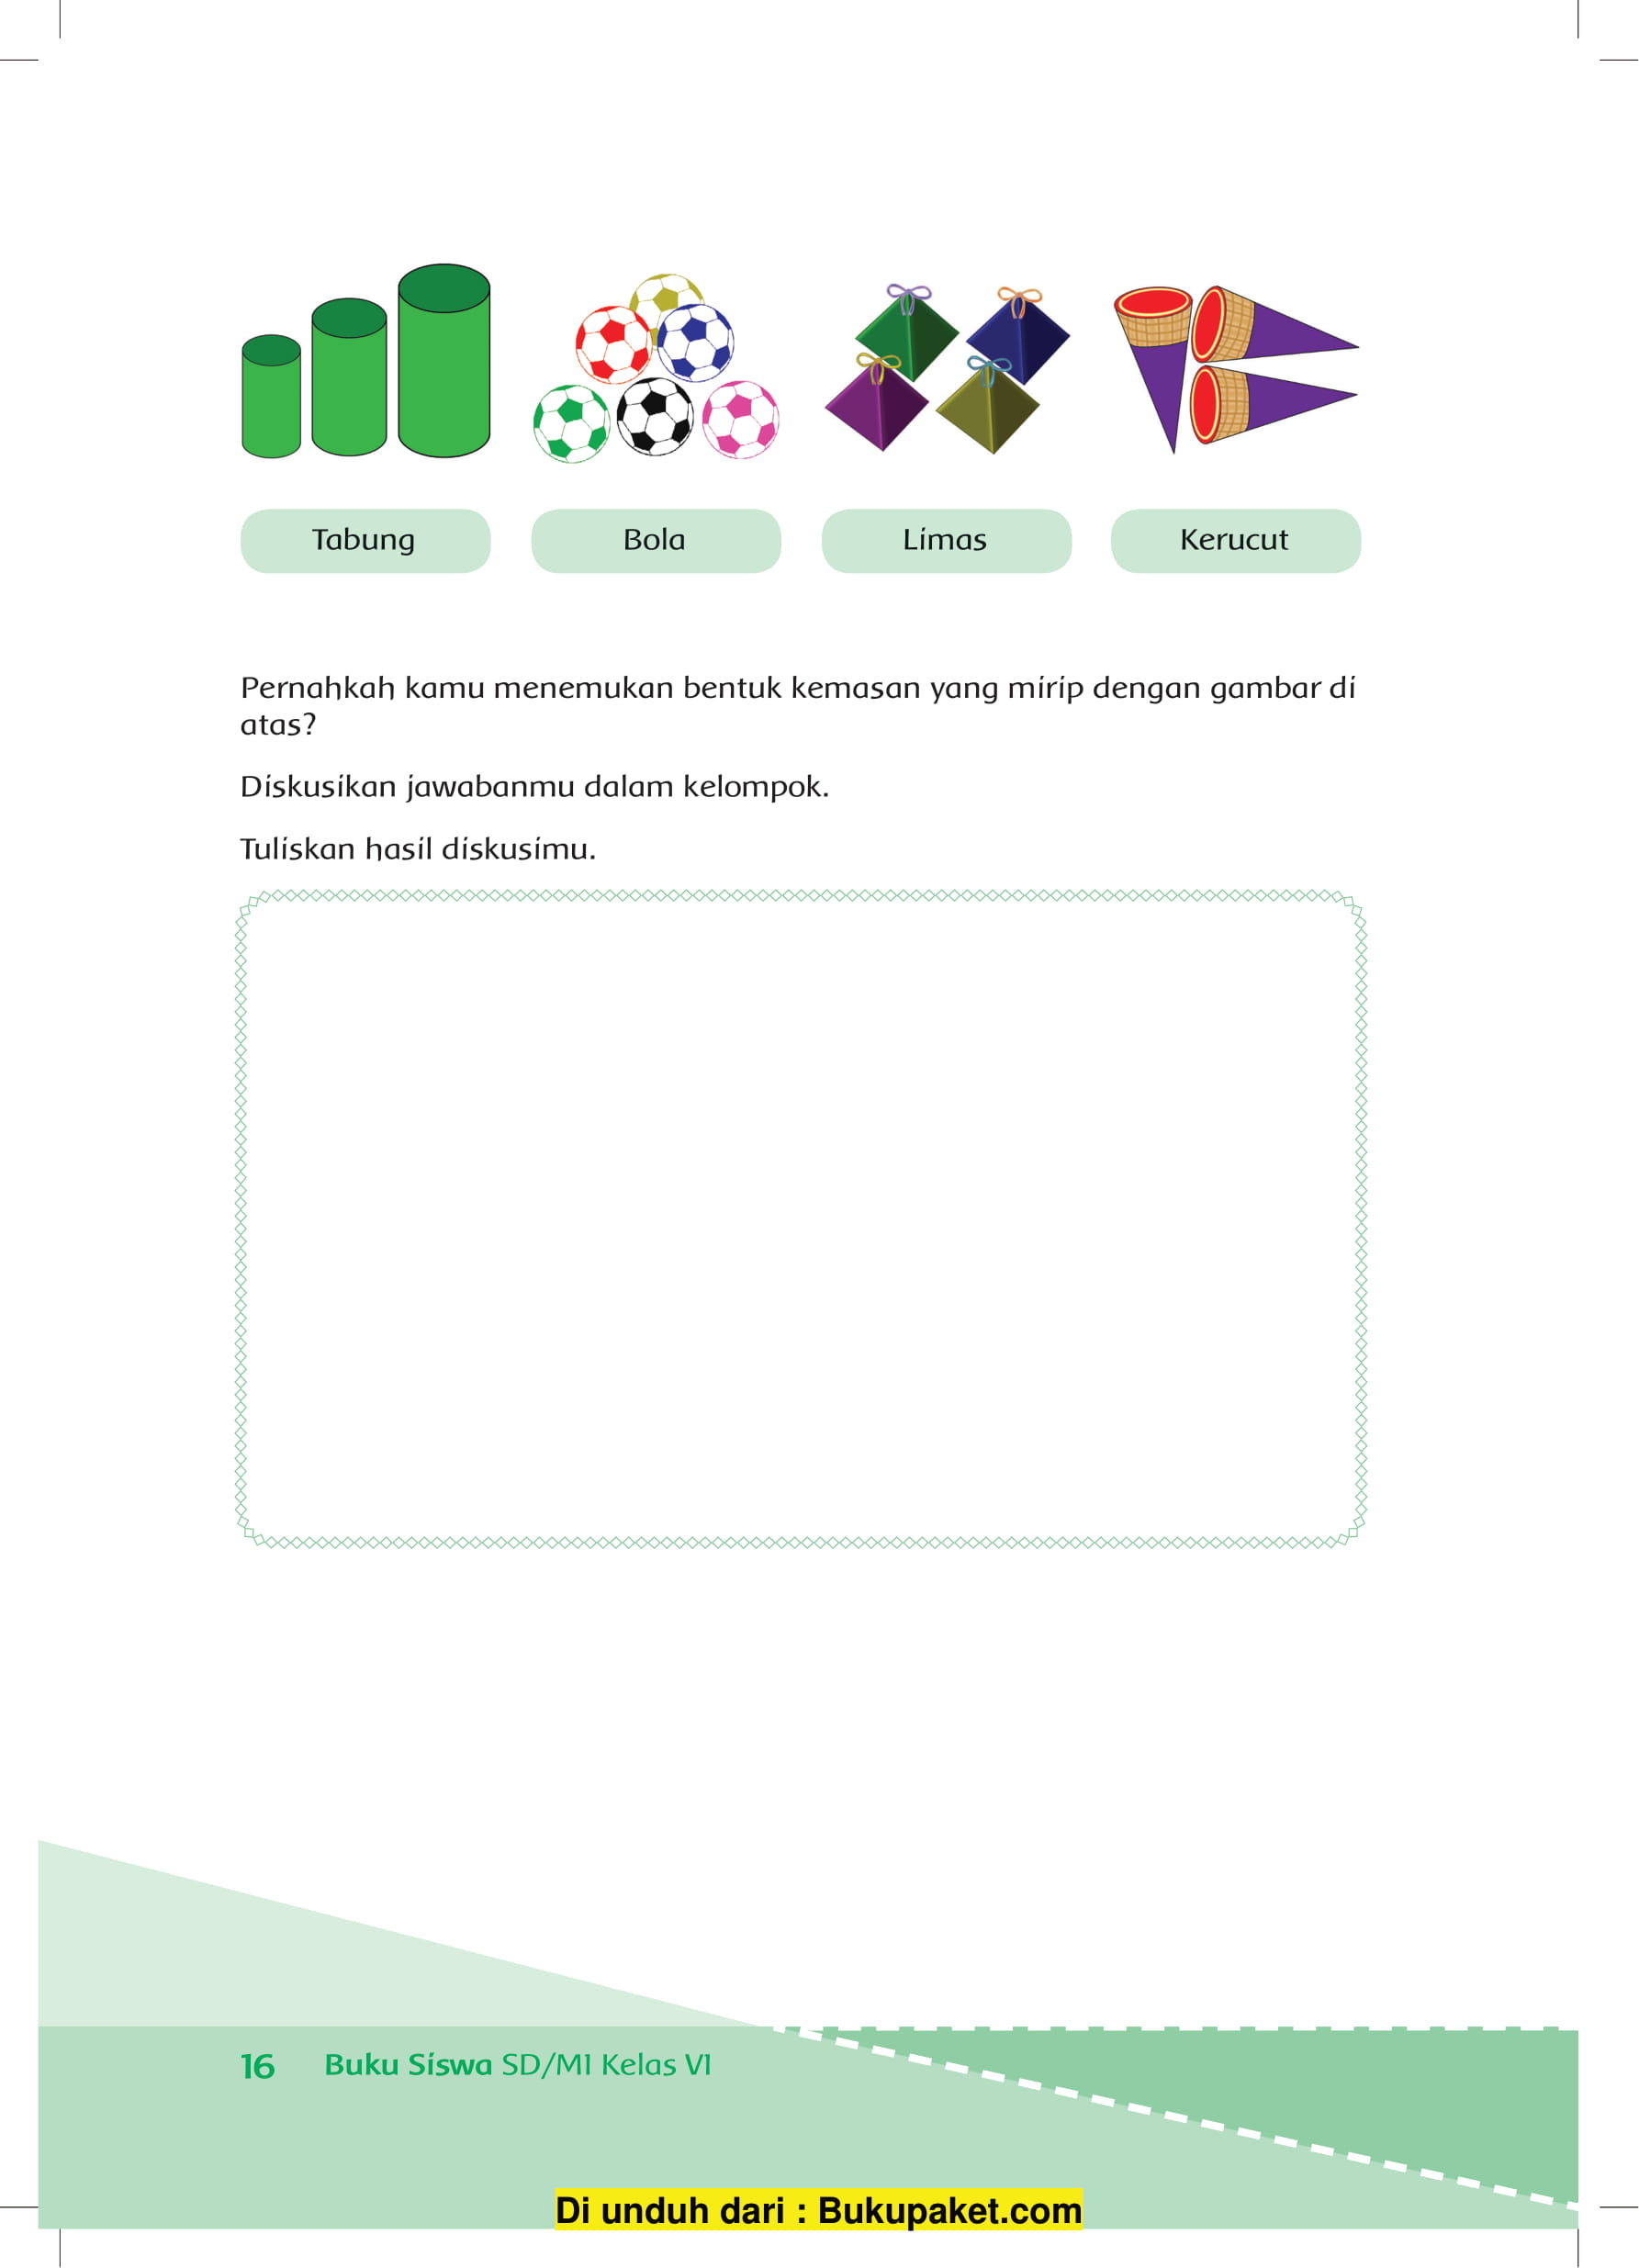 Tabung
Bola
Limas
Kerucut
Pernahkah kamu menemukan bentuk kemasan yang mirip dengan gambar di
atas?
Diskusikan jawabanmu dalam kelompok.
Tuliskan hasil diskusimu.
16 Buku Siswa SD/MI Kelas VI
Di unduh dari : Bukupaket.com